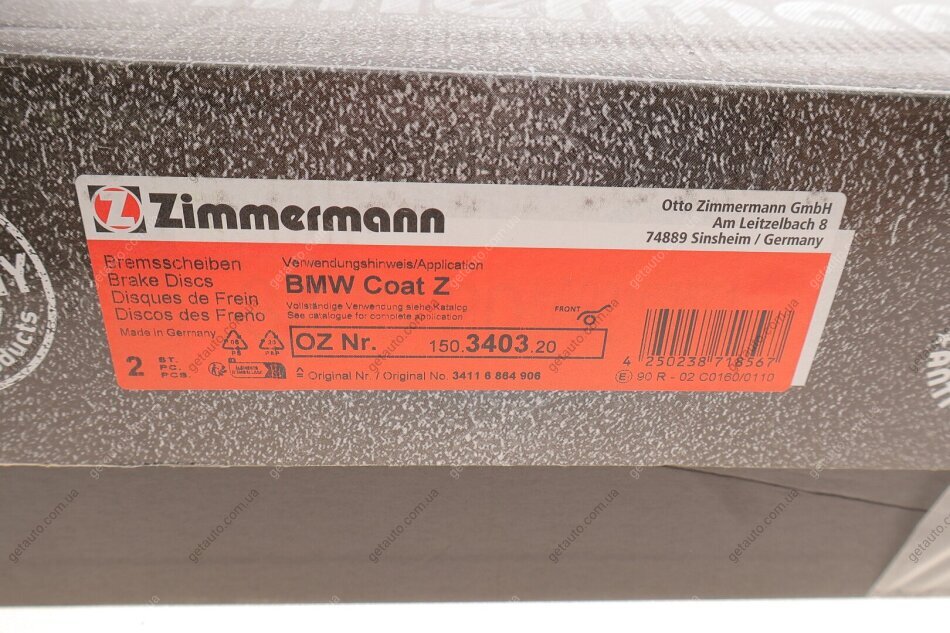 Zimmermann
Otto Zimmermann GmbH
Am Leitzelbach 8
74889 Sinsheim / Germany
Bremsscheiben
Brake Discs
Disques de Frein
Discos del Freno
Made in Germany
2 ST.
PC.
PCS.
Verwendungshinweis/Application
BMW Coat Z
Vollständige Verwendung siehe Katalog
See catalogue for complete application
FRONT
OZ Nr. 150.3403.20
≙ Original Nr. / Original No. 3411 6 864 906
4 250238 718567
E1 90 R - 02 C0160/0110
getauto.com.ua